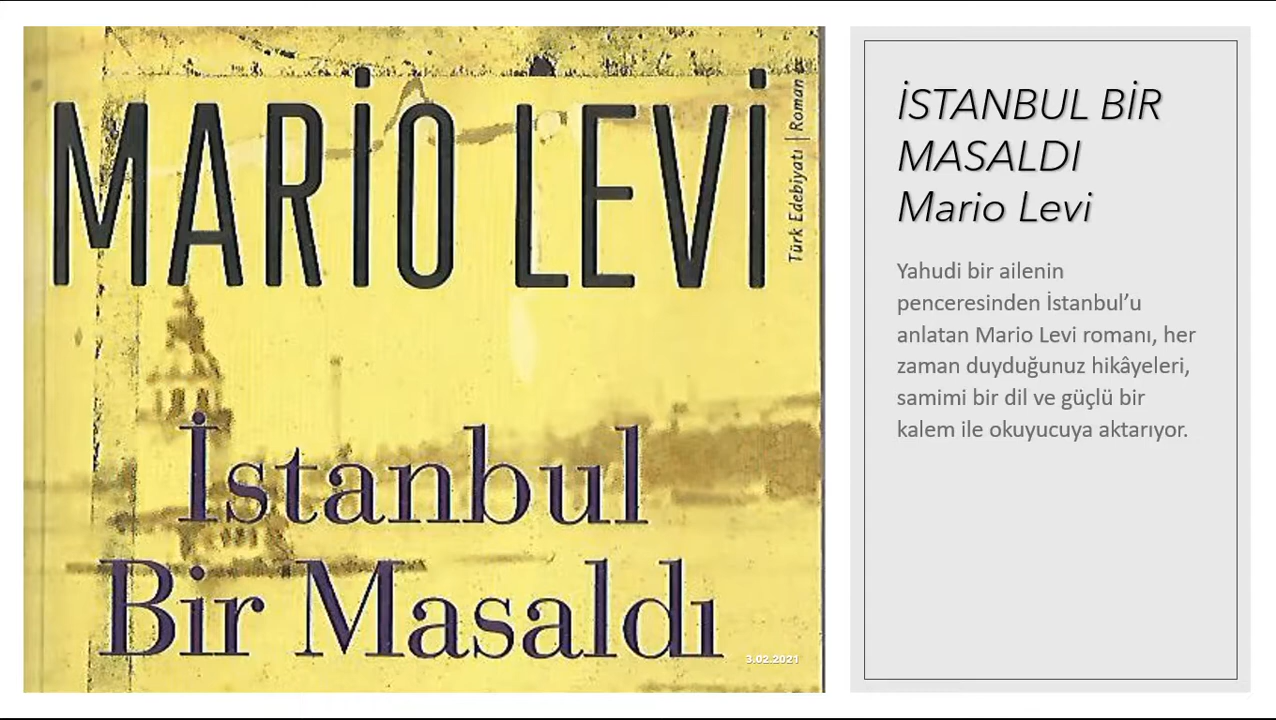 MARİO LEVİ
Türk Edebiyatı | Roman
İstanbul
Bir Masaldı
3.02.2021
İSTANBUL BİR
MASALDI
Mario Levi
Yahudi bir ailenin
penceresinden İstanbul’u
anlatan Mario Levi romanı, her
zaman duyduğunuz hikâyeleri,
samimi bir dil ve güçlü bir
kalem ile okuyucuya aktarıyor.